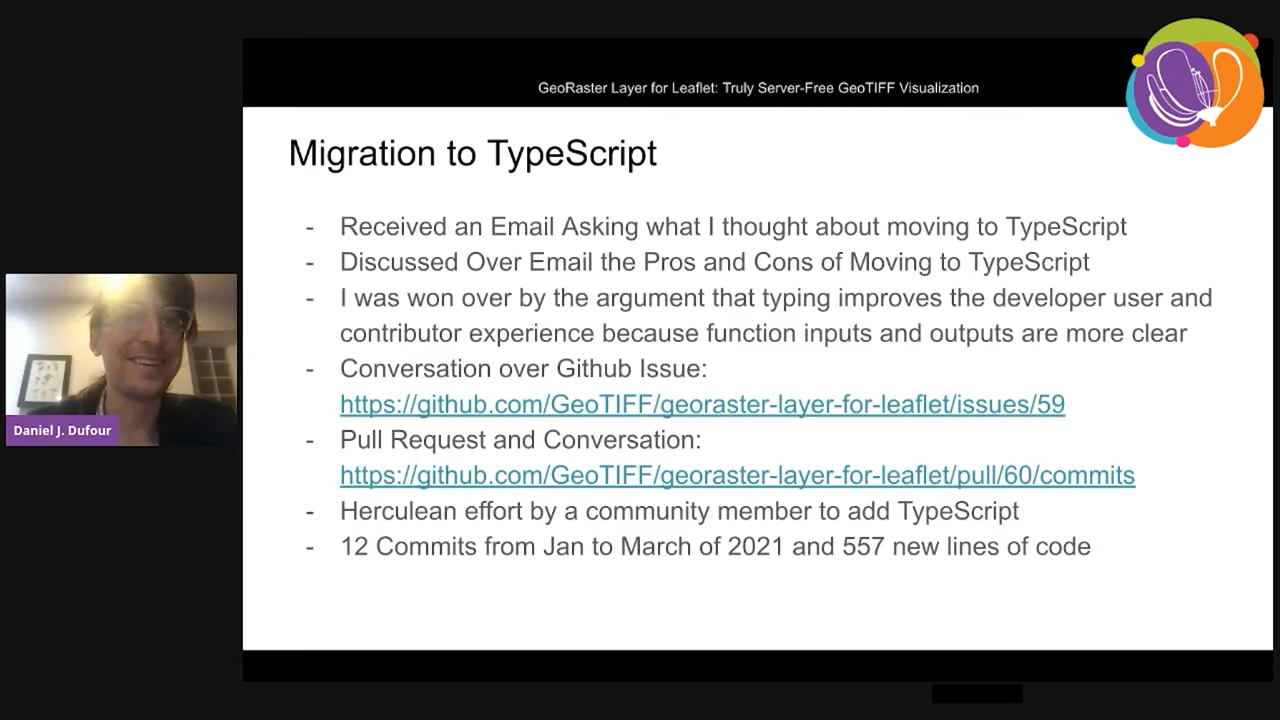 GeoRaster Layer for Leaflet: Truly Server-Free GeoTIFF Visualization
Migration to TypeScript
- Received an Email Asking what I thought about moving to TypeScript
- Discussed Over Email the Pros and Cons of Moving to TypeScript
- I was won over by the argument that typing improves the developer user and
contributor experience because function inputs and outputs are more clear
- Conversation over Github Issue:
https://github.com/GeoTIFF/georaster-layer-for-leaflet/issues/59
- Pull Request and Conversation:
https://github.com/GeoTIFF/georaster-layer-for-leaflet/pull/60/commits
- Herculean effort by a community member to add TypeScript
- 12 Commits from Jan to March of 2021 and 557 new lines of code
Daniel J. Dufour